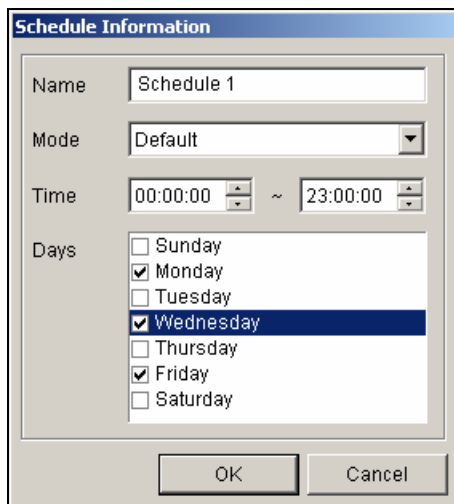 Schedule Information
Name Schedule 1
Mode Default
Time 00:00:00 ~ 23:00:00
Days
Sunday
Monday
Tuesday
Wednesday
Thursday
Friday
Saturday
OK Cancel